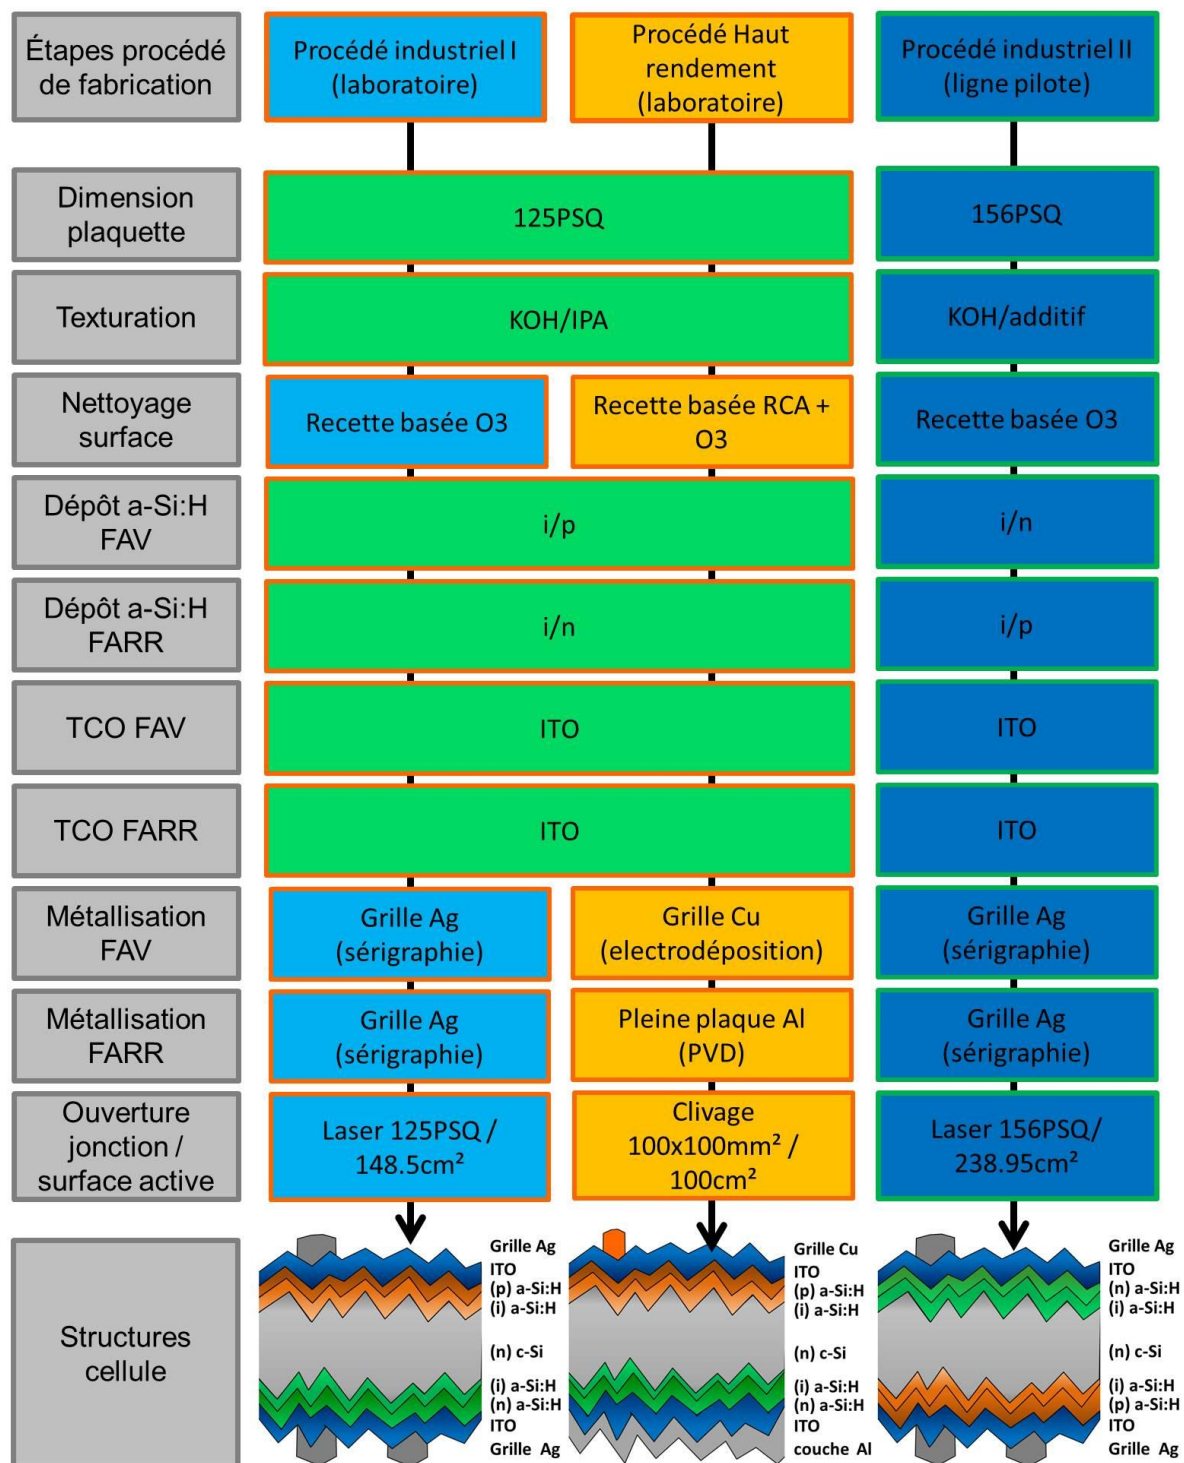 Étapes procédé
de fabrication
Procédé industriel I
(laboratoire)
Procédé Haut
rendement
(laboratoire)
Procédé industriel II
(ligne pilote)
Dimension
plaquette
125PSQ
156PSQ
Texturation
KOH/IPA
KOH/additif
Nettoyage
surface
Recette basée O3
Recette basée RCA +
O3
Recette basée O3
Dépôt a-Si:H
FAV
i/p
i/n
Dépôt a-Si:H
FARR
i/n
i/p
TCO FAV
ITO
ITO
TCO FARR
ITO
ITO
Métallisation
FAV
Grille Ag
(sérigraphie)
Grille Cu
(electrodéposition)
Grille Ag
(sérigraphie)
Métallisation
FARR
Grille Ag
(sérigraphie)
Pleine plaque Al
(PVD)
Grille Ag
(sérigraphie)
Ouverture
jonction /
surface active
Laser 125PSQ /
148.5cm²
Clivage
100x100mm² /
100cm²
Laser 156PSQ/
238.95cm²
Structures
cellule
Grille Ag
ITO
(p) a-Si:H
(i) a-Si:H
(n) c-Si
(i) a-Si:H
(n) a-Si:H
ITO
Grille Ag
Grille Cu
ITO
(p) a-Si:H
(i) a-Si:H
(n) c-Si
(i) a-Si:H
(n) a-Si:H
ITO
couche Al
Grille Ag
ITO
(n) a-Si:H
(i) a-Si:H
(n) c-Si
(i) a-Si:H
(p) a-Si:H
ITO
Grille Ag